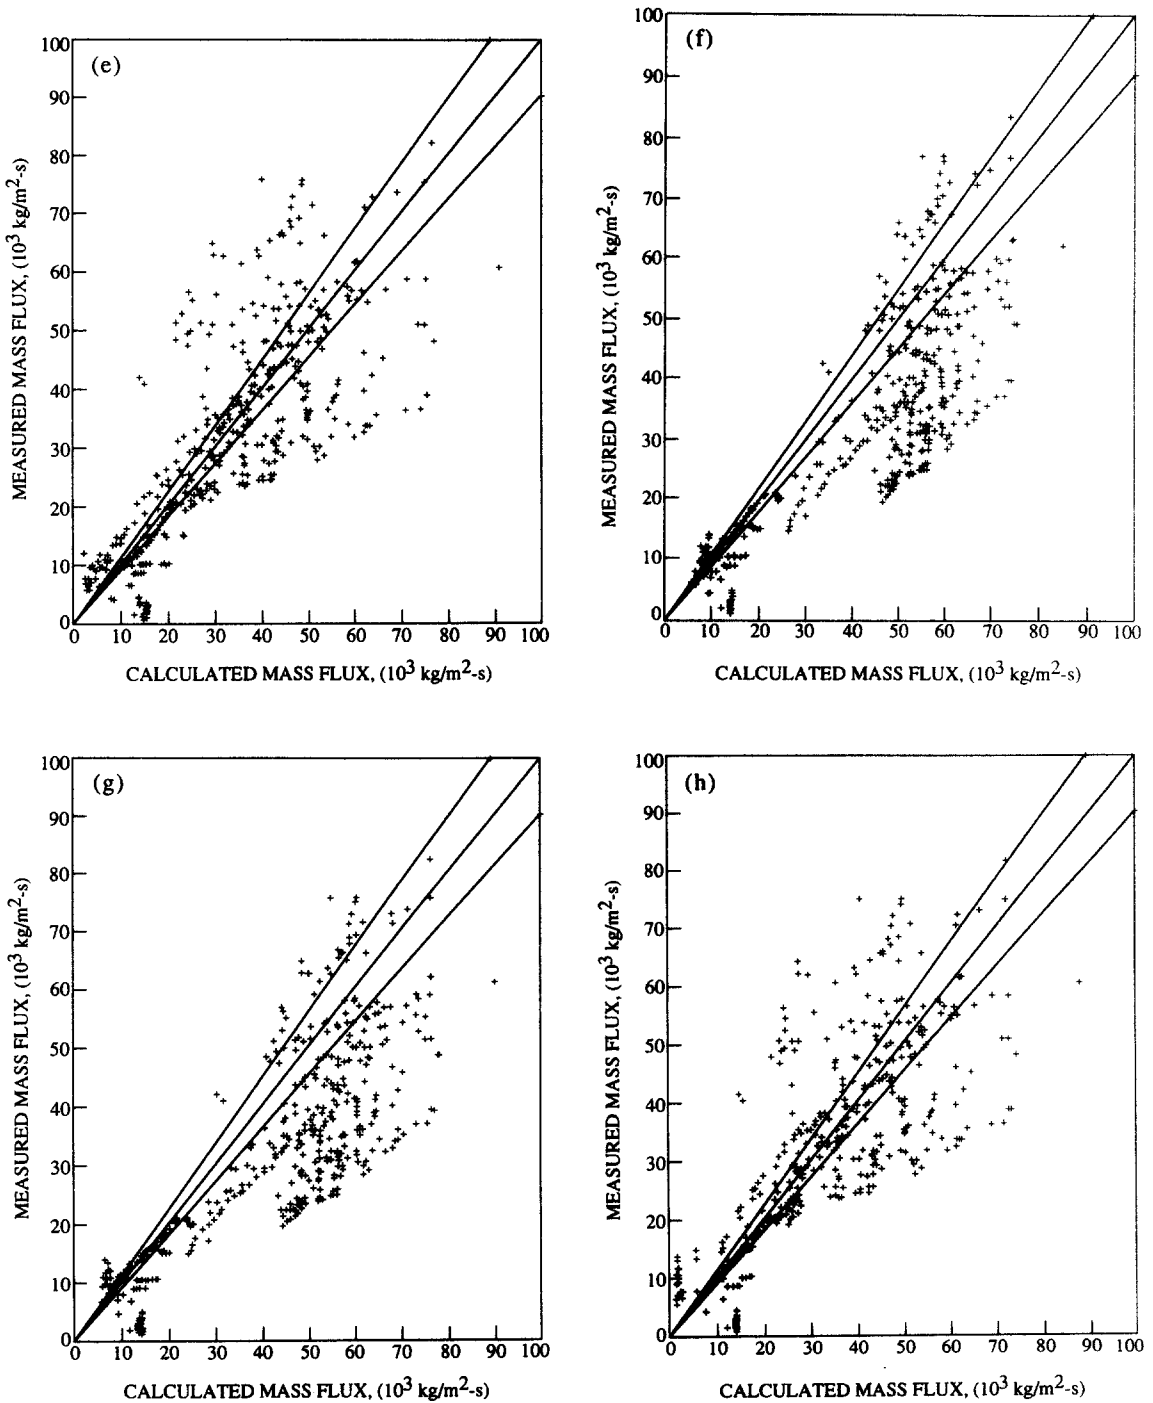 (e)
100
90
80
70
60
50
40
30
20
10
0
MEASURED MASS FLUX, (10³ kg/m²-s)
0 10 20 30 40 50 60 70 80 90 100
CALCULATED MASS FLUX, (10³ kg/m²-s)
(f)
100
90
80
70
60
50
40
30
20
10
0
MEASURED MASS FLUX, (10³ kg/m²-s)
0 10 20 30 40 50 60 70 80 90 100
CALCULATED MASS FLUX, (10³ kg/m²-s)
(g)
100
90
80
70
60
50
40
30
20
10
0
MEASURED MASS FLUX, (10³ kg/m²-s)
0 10 20 30 40 50 60 70 80 90 100
CALCULATED MASS FLUX, (10³ kg/m²-s)
(h)
100
90
80
70
60
50
40
30
20
10
0
MEASURED MASS FLUX, (10³ kg/m²-s)
0 10 20 30 40 50 60 70 80 90 100
CALCULATED MASS FLUX, (10³ kg/m²-s)